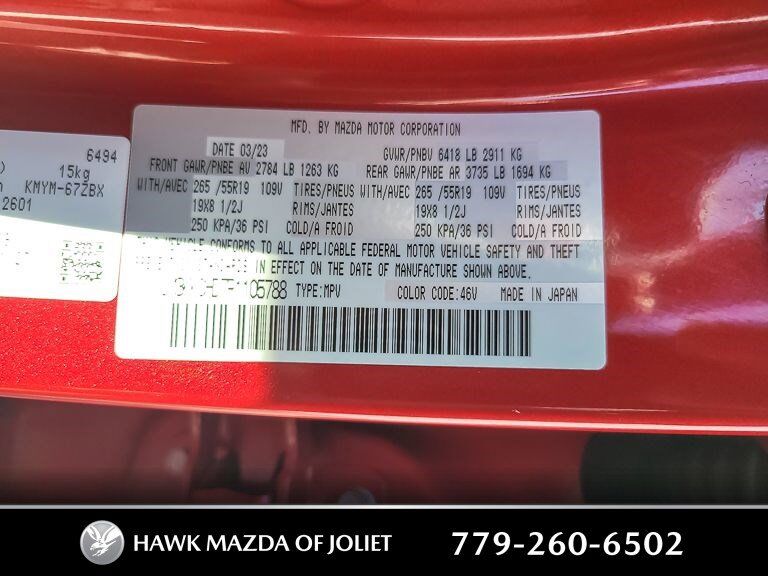 6494
15kg
KMYM-67ZBX
2601
MFD. BY MAZDA MOTOR CORPORATION
DATE 03/23 GVWR/PNBV 6418 LB 2911 KG
FRONT GAWR/PNBE AV 2784 LB 1263 KG REAR GAWR/PNBE AR 3735 LB 1694 KG
WITH/AVEC 265 /55R19 109V TIRES/PNEUS WITH/AVEC 265 /55R19 109V TIRES/PNEUS
19X8 1/2J RIMS/JANTES 19X8 1/2J RIMS/JANTES
250 KPA/36 PSI COLD/A FROID 250 KPA/36 PSI COLD/A FROID
THIS VEHICLE CONFORMS TO ALL APPLICABLE FEDERAL MOTOR VEHICLE SAFETY AND THEFT
IN EFFECT ON THE DATE OF MANUFACTURE SHOWN ABOVE.
TYPE:MPV COLOR CODE:46V MADE IN JAPAN
HAWK MAZDA OF JOLIET 779-260-6502